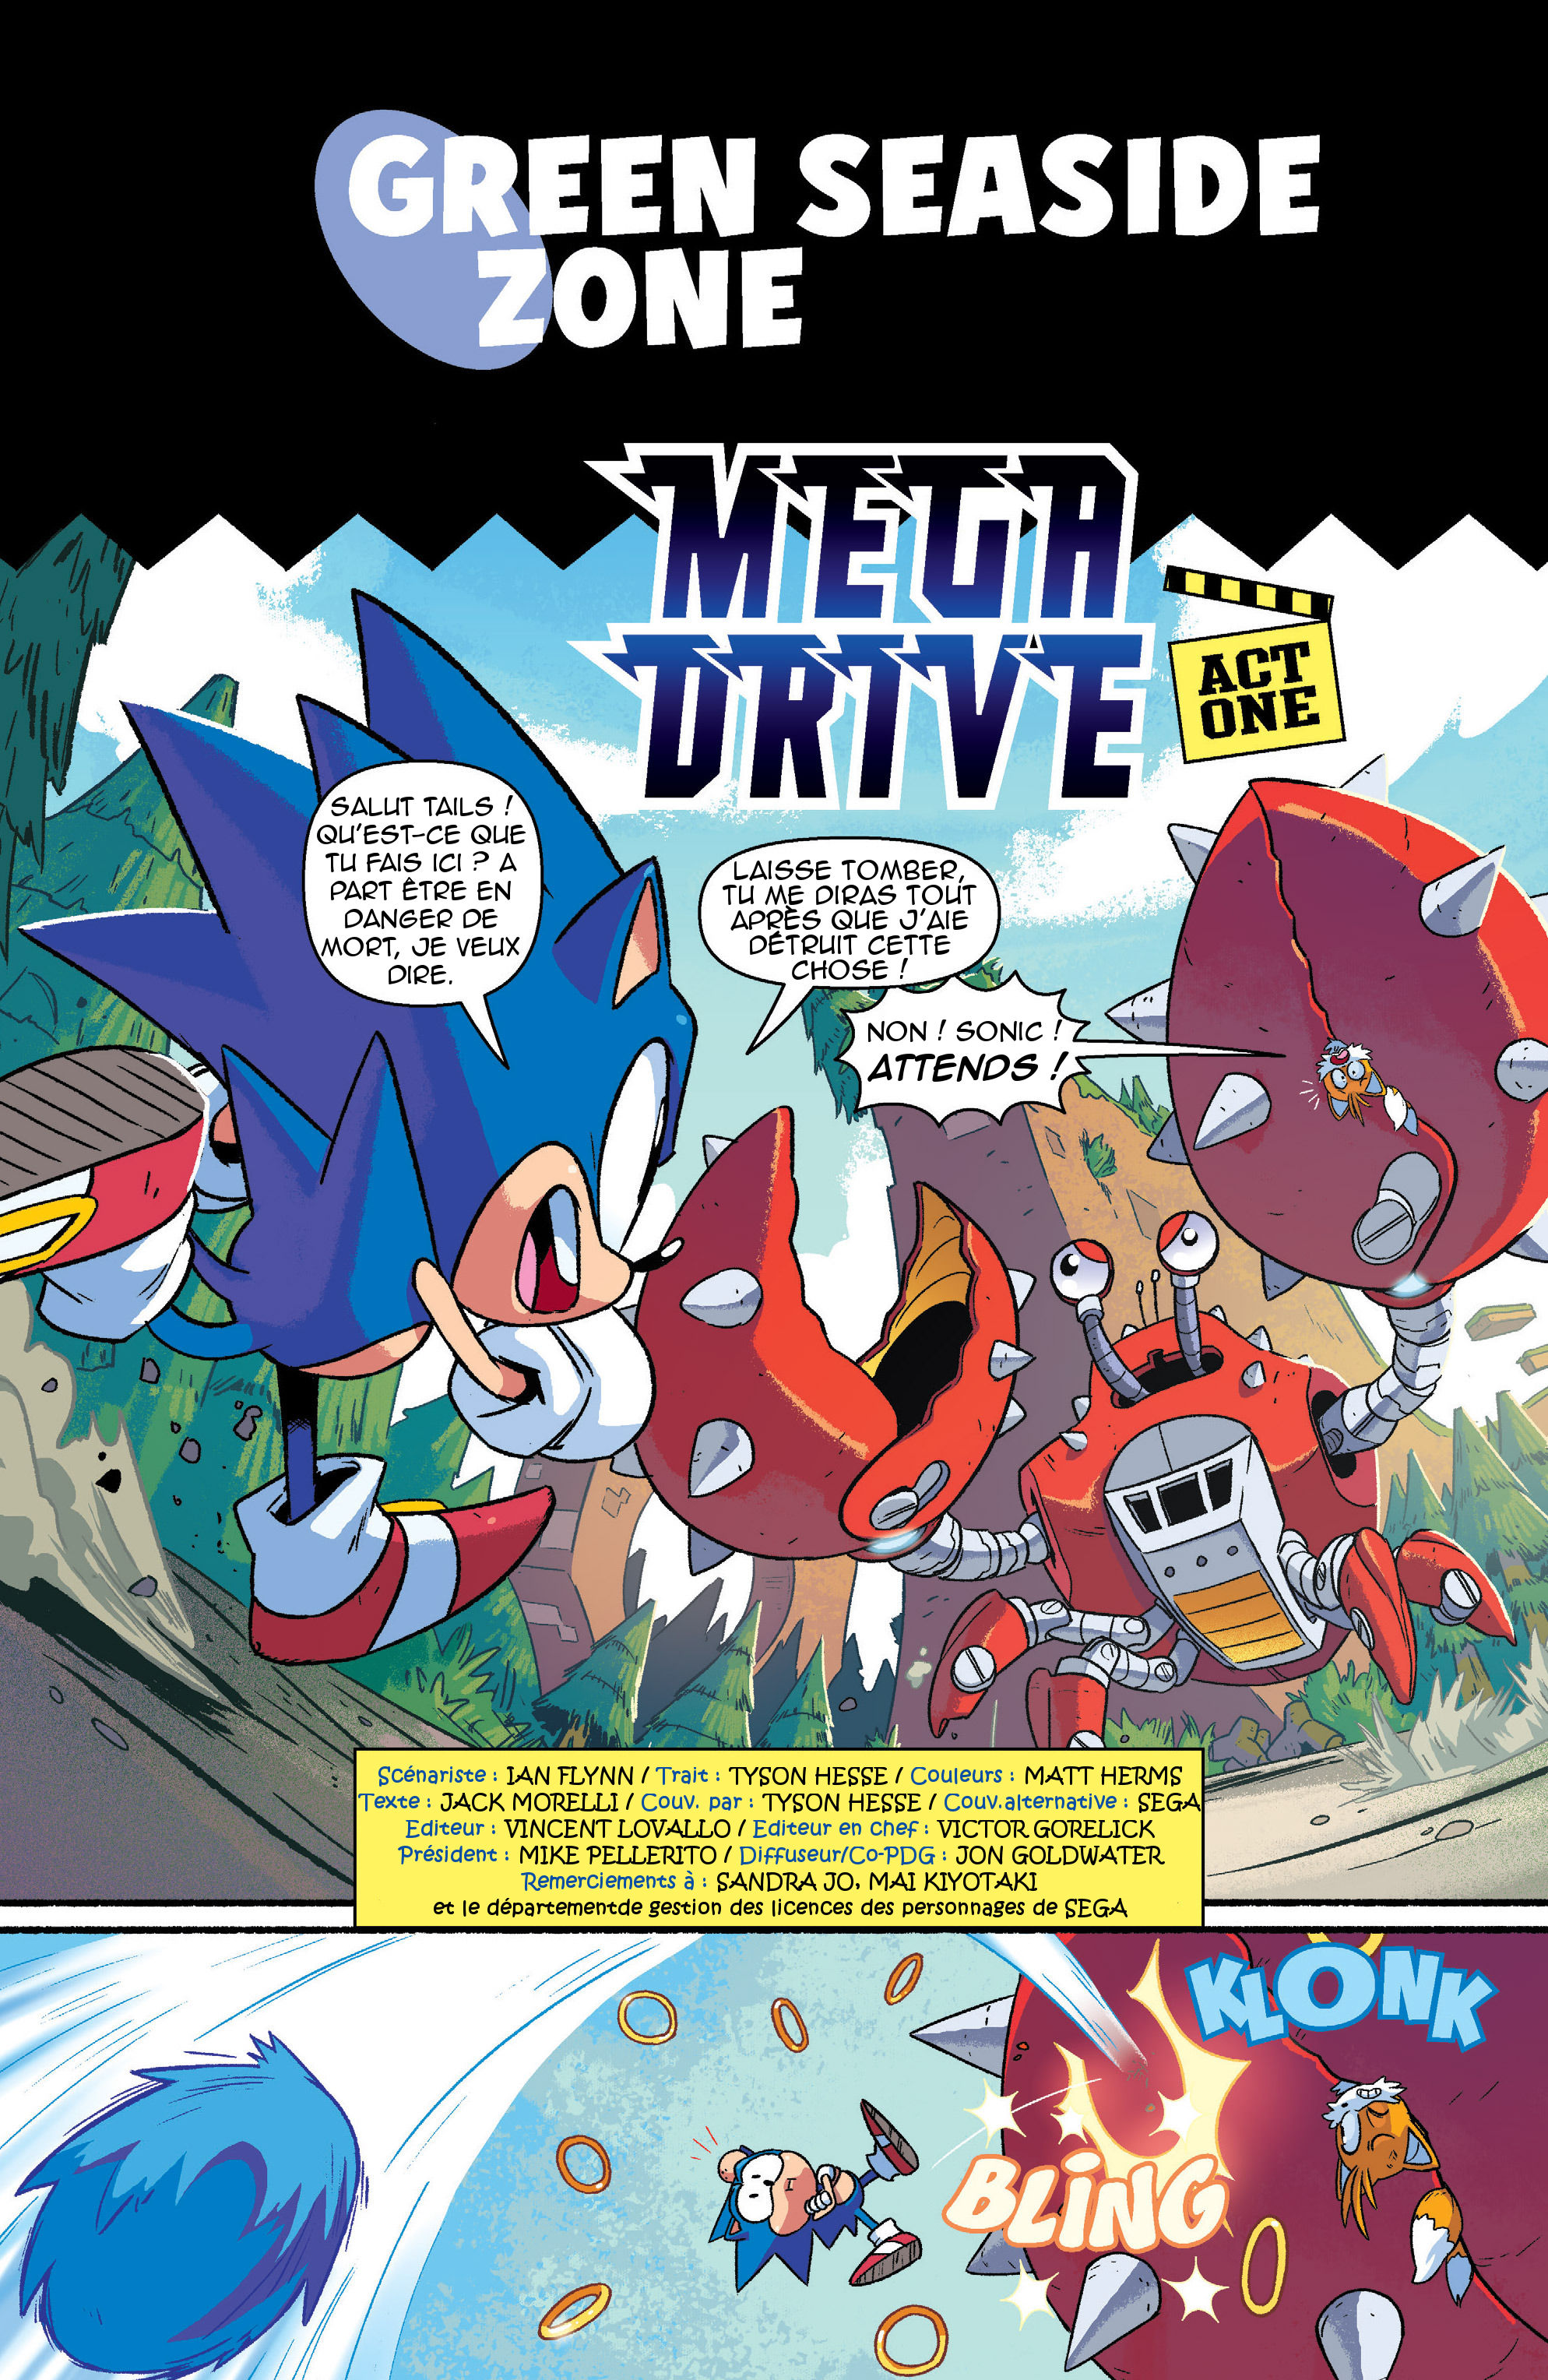 GREEN SEASIDE
ZONE
MEGA
DRIVE
ACT
ONE
SALUT TAILS !
QU'EST-CE QUE
TU FAIS ICI ? A
PART ÊTRE EN
DANGER DE
MORT, JE VEUX
DIRE.
LAISSE TOMBER,
TU ME DIRAS TOUT
APRÈS QUE J'AIE
DÉTRUIT CETTE
CHOSE !
NON ! SONIC !
ATTENDS !
Scénariste : IAN FLYNN / Trait : TYSON HESSE / Couleurs : MATT HERMS
Texte : JACK MORELLI / Couv. par : TYSON HESSE / Couv.alternative : SEGA
Editeur : VINCENT LOVALLO / Editeur en chef : VICTOR GORELICK
Président : MIKE PELLERITO / Diffuseur/Co-PDG : JON GOLDWATER
Remerciements à : SANDRA JO, MAI KIYOTAKI
et le départementde gestion des licences des personnages de SEGA
KLONK
BLING